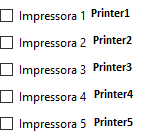 Impressora 1 Printer1
Impressora 2 Printer2
Impressora 3 Printer3
Impressora 4 Printer4
Impressora 5 Printer5